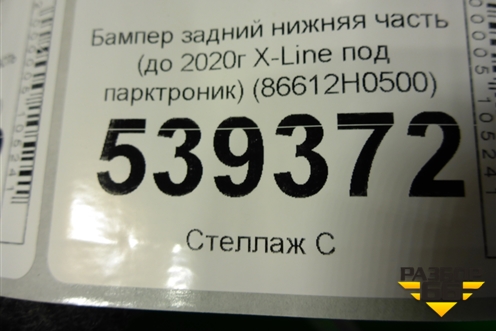 Бампер задний нижняя часть
(до 2020г X-Line под
парктроник) (86612H0500)
539372
Стеллаж С